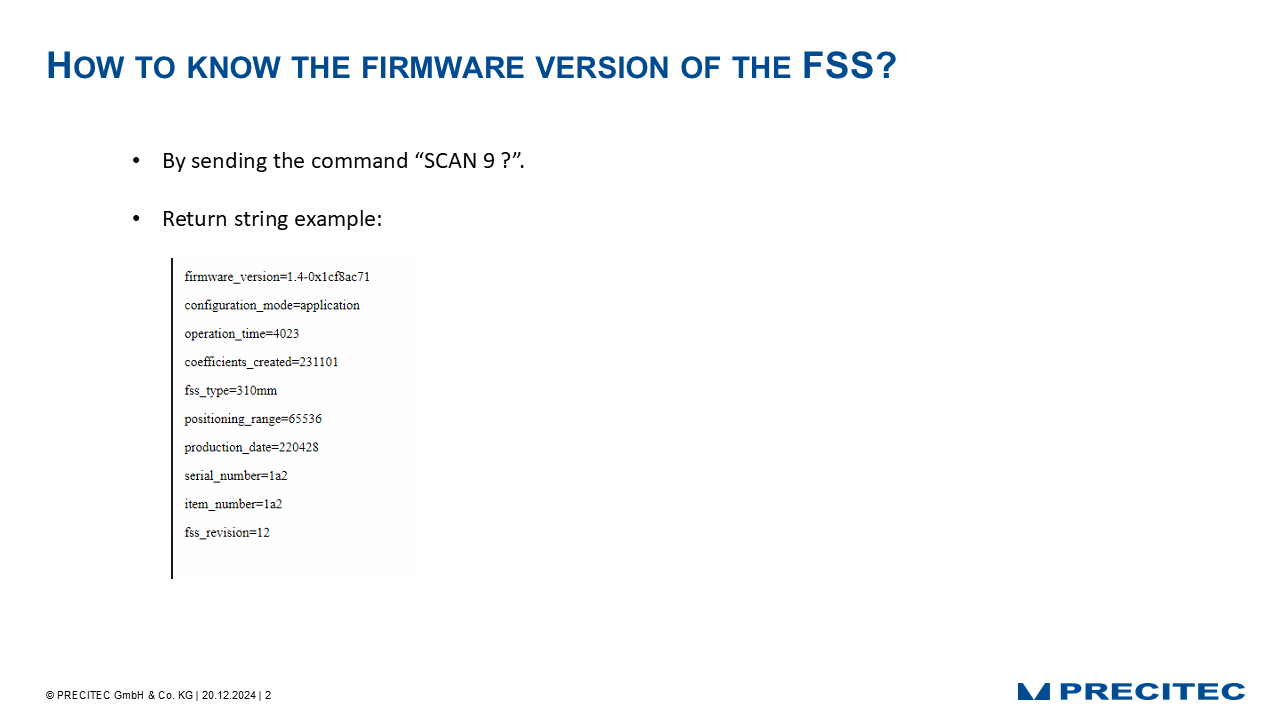 HOW TO KNOW THE FIRMWARE VERSION OF THE FSS?
• By sending the command “SCAN 9 ?”.
• Return string example:
firmware_version=1.4-0x1cf8ac71
configuration_mode=application
operation_time=4023
coefficients_created=231101
fss_type=310mm
positioning_range=65536
production_date=220428
serial_number=1a2
item_number=1a2
fss_revision=12
© PRECITEC GmbH & Co. KG | 20.12.2024 | 2
PRECITEC